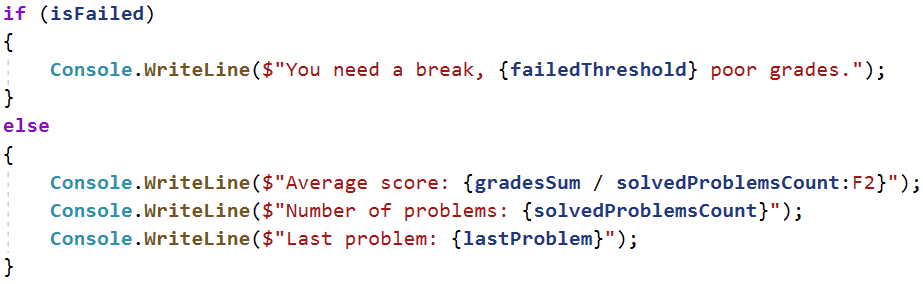 if (isFailed)
{
    Console.WriteLine($"You need a break, {failedThreshold} poor grades.");
}
else
{
    Console.WriteLine($"Average score: {gradesSum / solvedProblemsCount:F2}");
    Console.WriteLine($"Number of problems: {solvedProblemsCount}");
    Console.WriteLine($"Last problem: {lastProblem}");
}